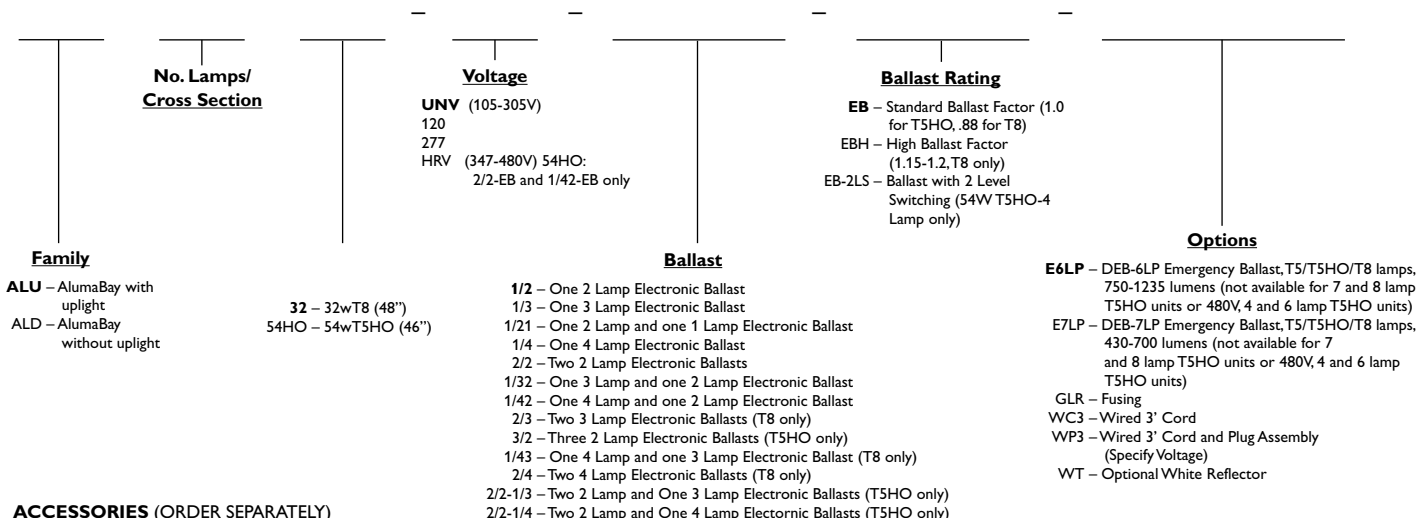 – – – –
No. Lamps/
Cross Section
Voltage
UNV (105-305V)
120
277
HRV (347-480V) 54HO:
2/2-EB and 1/42-EB only
Ballast Rating
EB – Standard Ballast Factor (1.0
for T5HO, .88 for T8)
EBH – High Ballast Factor
(1.15-1.2, T8 only)
EB-2LS – Ballast with 2 Level
Switching (54W T5HO-4
Lamp only)
Family
ALU – AlumaBay with
uplight
ALD – AlumaBay
without uplight
32 – 32wT8 (48”)
54HO – 54wT5HO (46”)
Ballast
1/2 – One 2 Lamp Electronic Ballast
1/3 – One 3 Lamp Electronic Ballast
1/21 – One 2 Lamp and one 1 Lamp Electronic Ballast
1/4 – One 4 Lamp Electronic Ballast
2/2 – Two 2 Lamp Electronic Ballasts
1/32 – One 3 Lamp and one 2 Lamp Electronic Ballast
1/42 – One 4 Lamp and one 2 Lamp Electronic Ballast
2/3 – Two 3 Lamp Electronic Ballasts (T8 only)
3/2 – Three 2 Lamp Electronic Ballasts (T5HO only)
1/43 – One 4 Lamp and one 3 Lamp Electronic Ballast (T8 only)
2/4 – Two 4 Lamp Electronic Ballasts (T8 only)
2/2-1/3 – Two 2 Lamp and One 3 Lamp Electronic Ballasts (T5HO only)
2/2-1/4 – Two 2 Lamp and One 4 Lamp Electornic Ballasts (T5HO only)
Options
E6LP – DEB-6LP Emergency Ballast, T5/T5HO/T8 lamps,
750-1235 lumens (not available for 7 and 8 lamp
T5HO units or 480V, 4 and 6 lamp T5HO units)
E7LP – DEB-7LP Emergency Ballast, T5/T5HO/T8 lamps,
430-700 lumens (not available for 7
and 8 lamp T5HO units or 480V, 4 and 6 lamp
T5HO units)
GLR – Fusing
WC3 – Wired 3’ Cord
WP3 – Wired 3’ Cord and Plug Assembly
(Specify Voltage)
WT – Optional White Reflector
ACCESSORIES (ORDER SEPARATELY)